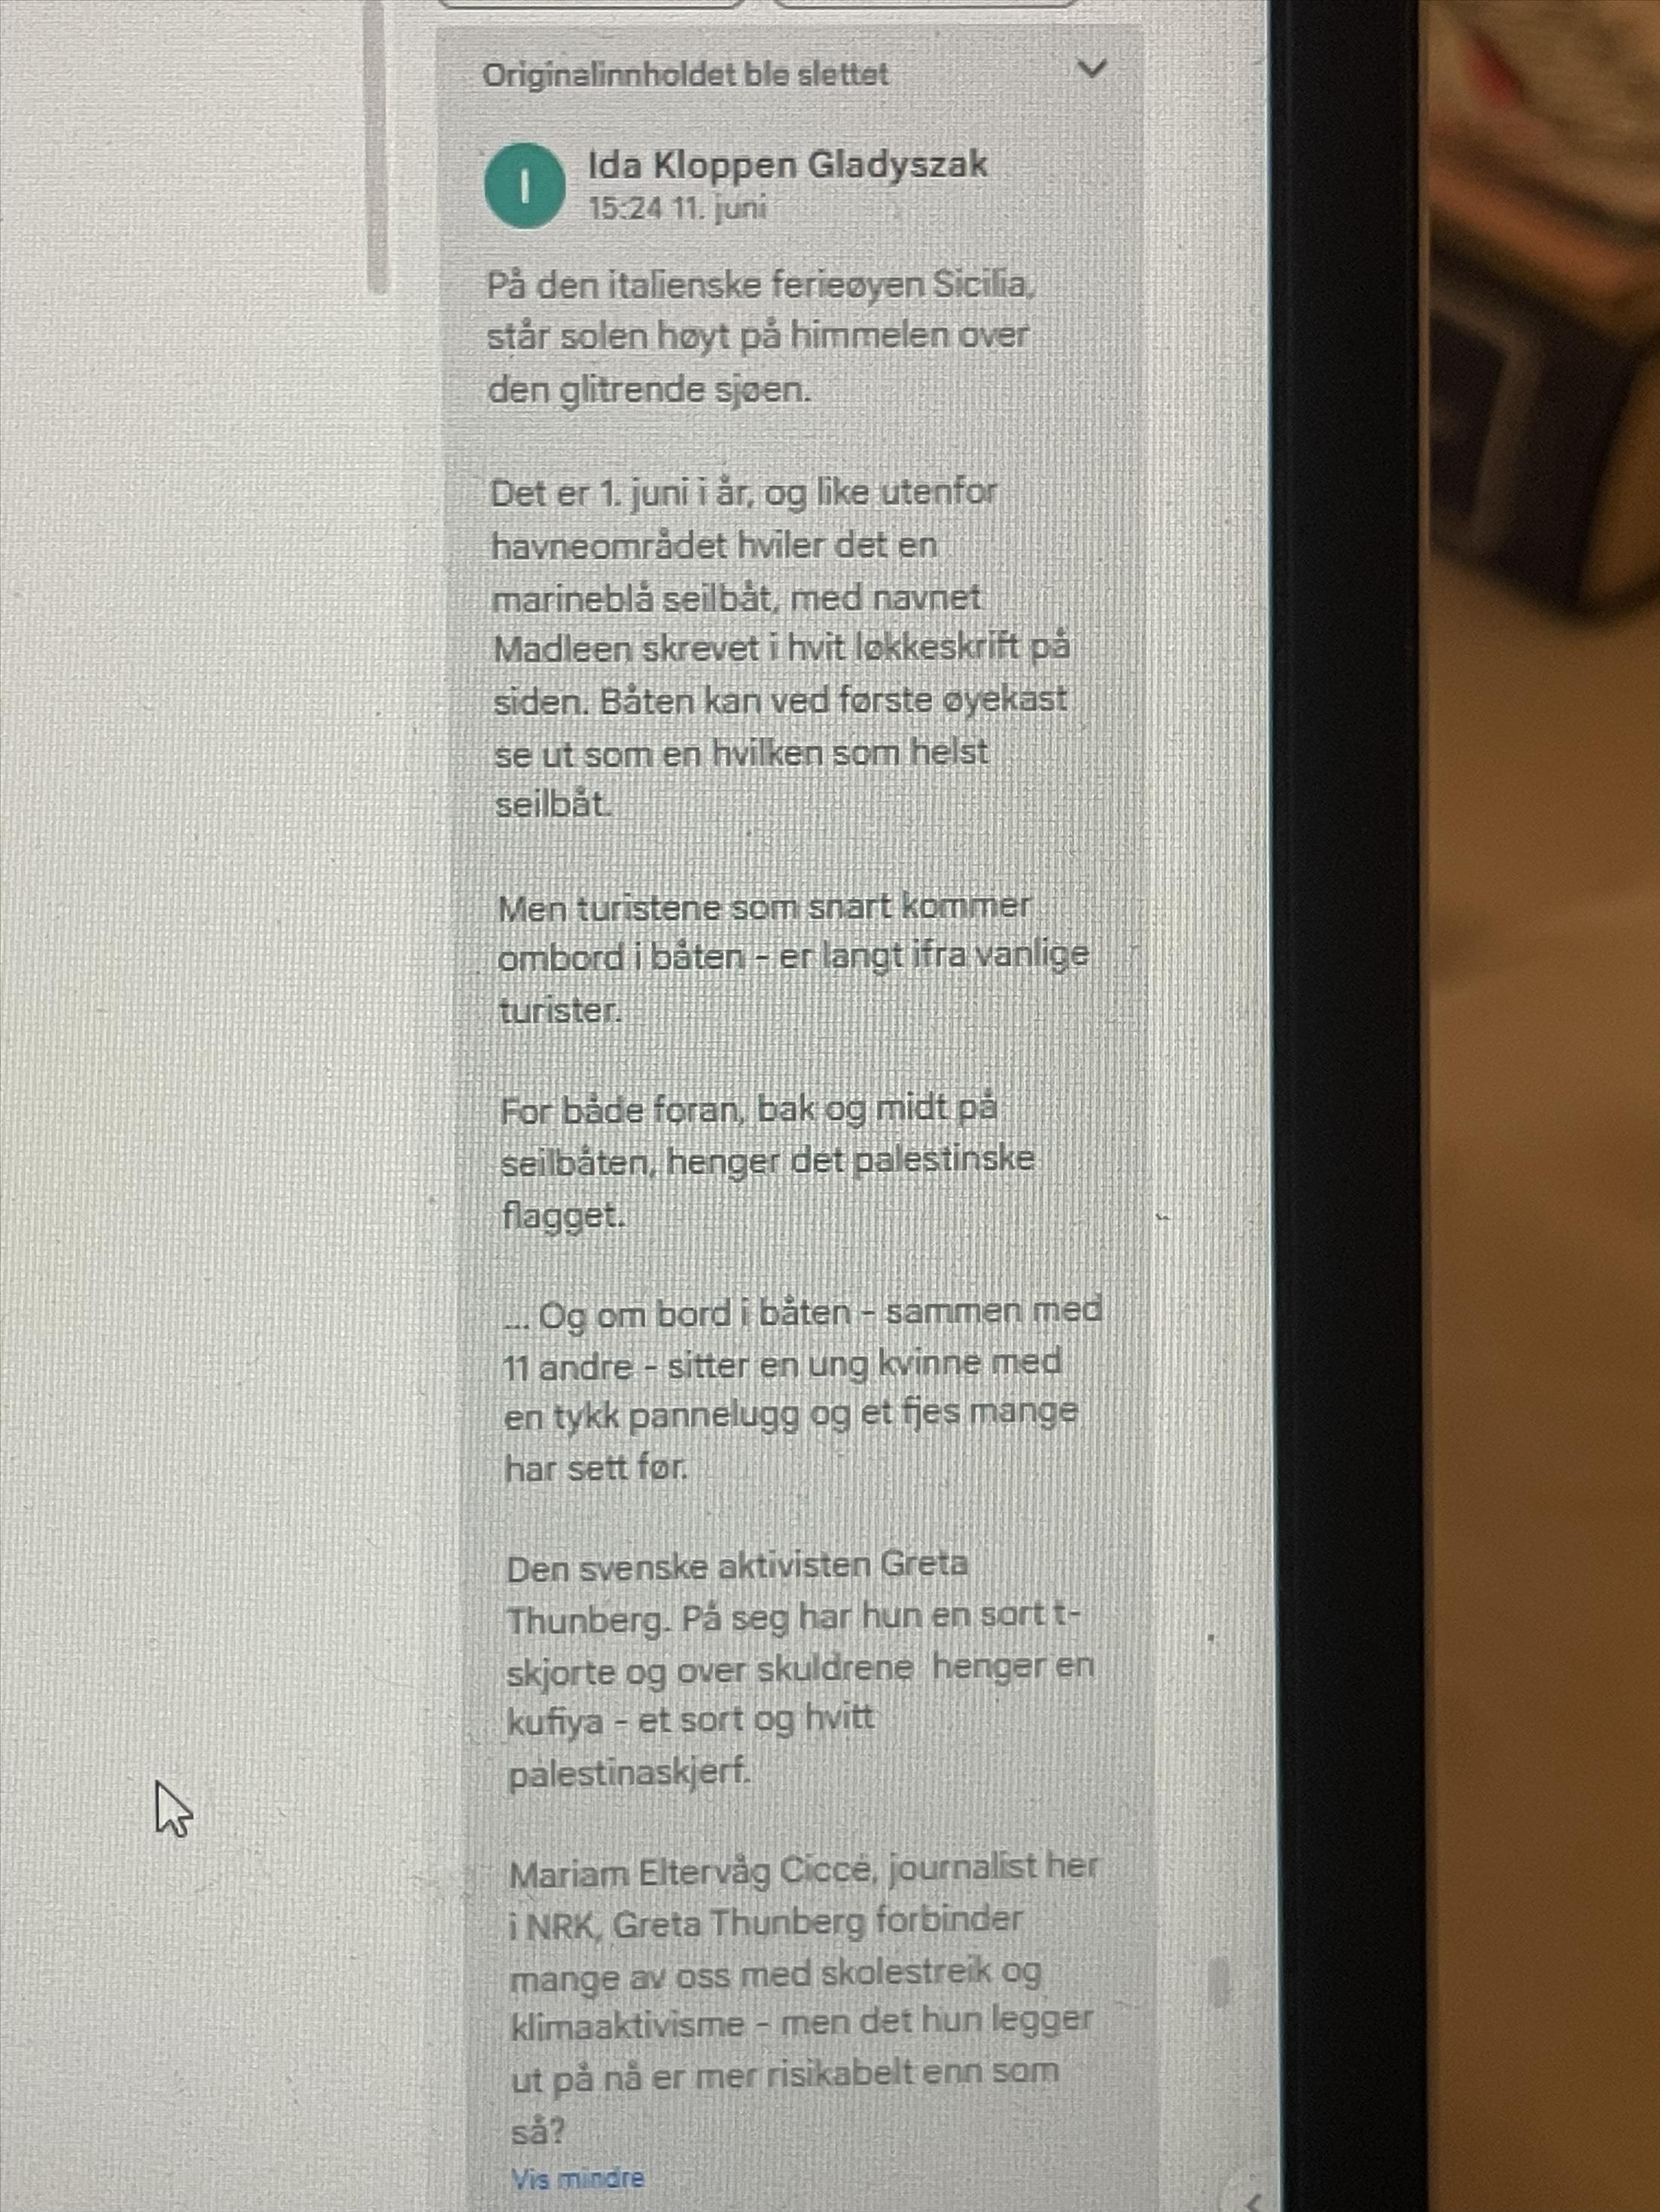 Originalinnholdet ble slettet
I
Ida Kloppen Gladyszak
15:24 11. juni
På den italienske ferieøyen Sicilia,
står solen høyt på himmelen over
den glitrende sjøen.
Det er 1. juni i år, og like utenfor
havneområdet hviler det en
marineblå seilbåt, med navnet
Madleen skrevet i hvit løkkeskrift på
siden. Båten kan ved første øyekast
se ut som en hvilken som helst
seilbåt.
Men turistene som snart kommer
ombord i båten - er langt ifra vanlige
turister.
For både foran, bak og midt på
seilbåten, henger det palestinske
flagget.
... Og om bord i båten - sammen med
11 andre - sitter en ung kvinne med
en tykk pannelugg og et fjes mange
har sett før.
Den svenske aktivisten Greta
Thunberg. På seg har hun en sort t-
skjorte og over skuldrene henger en
kufiya - et sort og hvitt
palestinaskjerf.
Mariam Eltervåg Ciccé, journalist her
i NRK, Greta Thunberg forbinder
mange av oss med skolestreik og
klimaaktivisme - men det hun legger
ut på nå er mer risikabelt enn som
så?
Vis mindre